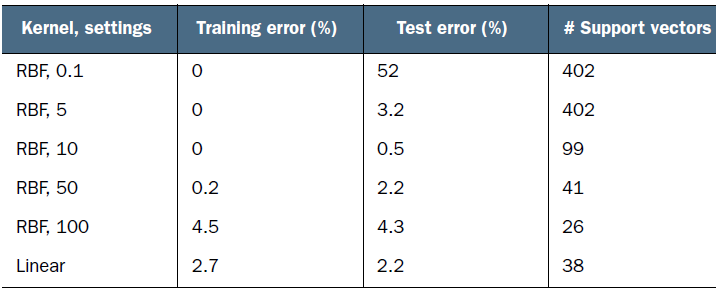 Kernel, settings Training error (%) Test error (%) # Support vectors
RBF, 0.1 0 52 402
RBF, 5 0 3.2 402
RBF, 10 0 0.5 99
RBF, 50 0.2 2.2 41
RBF, 100 4.5 4.3 26
Linear 2.7 2.2 38